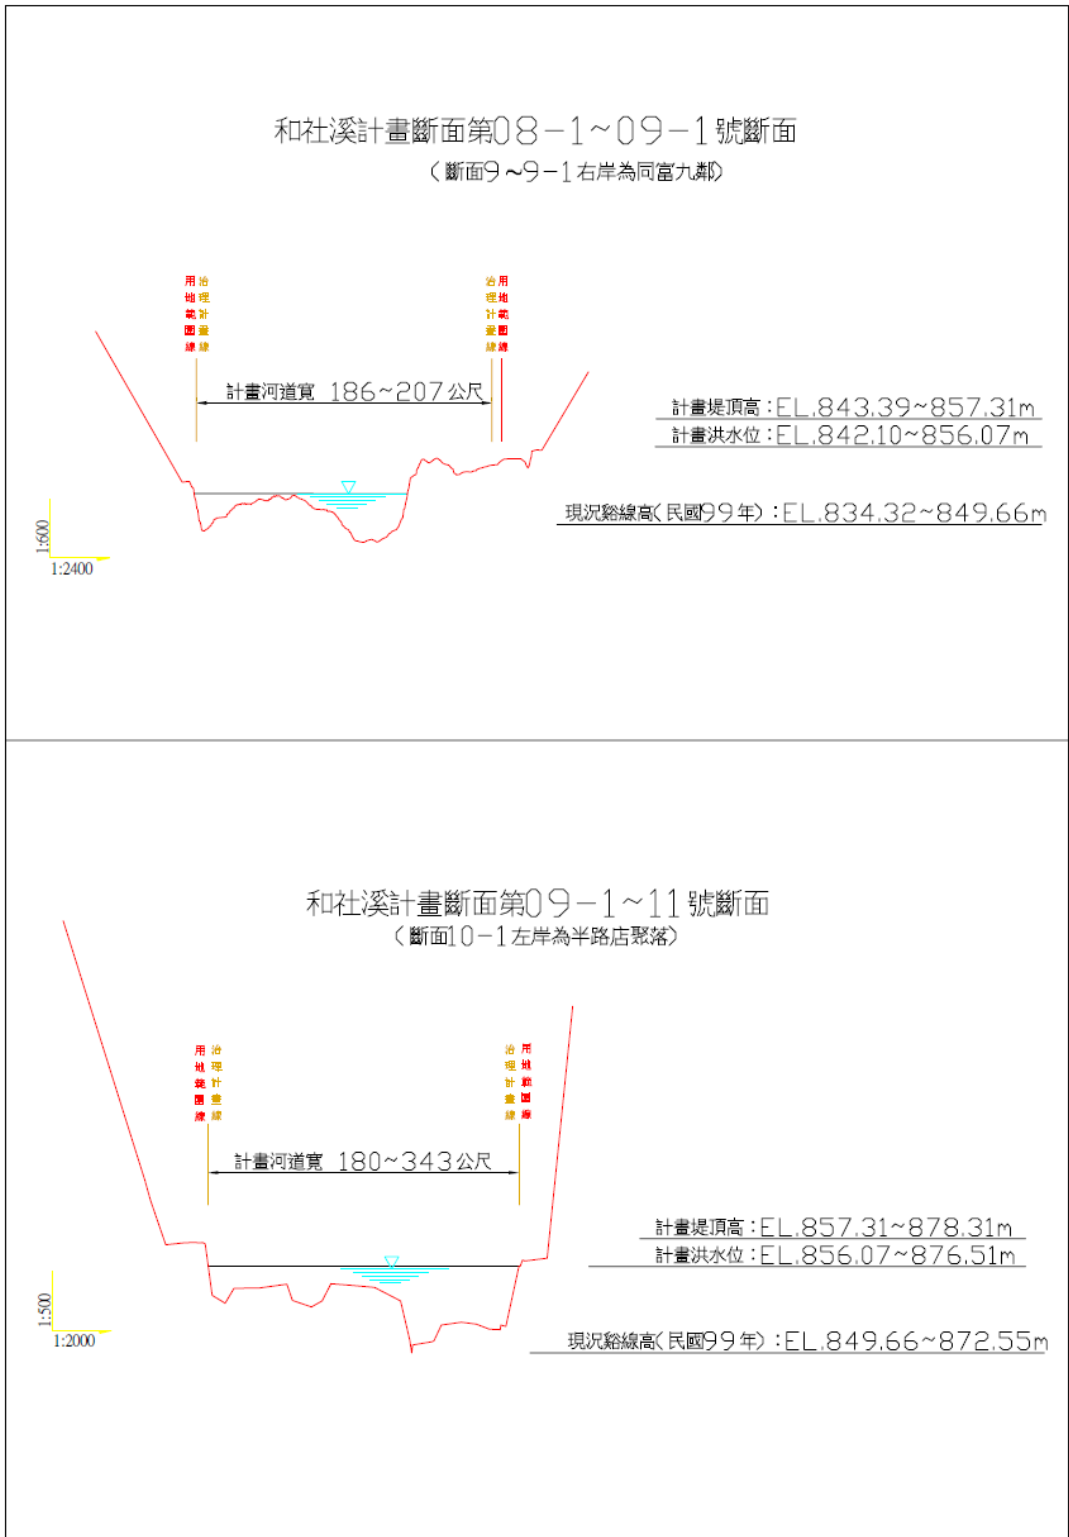 和社溪計畫斷面第08-1~09-1號斷面
(斷面9~9-1右岸為同富九鄰)
用地範圍線
治理計畫線
治理計畫線
用地範圍線
計畫河道寬 186~207公尺
計畫堤頂高：EL.843.39~857.31m
計畫洪水位：EL.842.10~856.07m
現況谿線高(民國99年)：EL.834.32~849.66m
1:600
1:2400
和社溪計畫斷面第09-1~11號斷面
(斷面10-1左岸為半路店聚落)
用地範圍線
治理計畫線
治理計畫線
用地範圍線
計畫河道寬 180~343公尺
計畫堤頂高：EL.857.31~878.31m
計畫洪水位：EL.856.07~876.51m
現況谿線高(民國99年)：EL.849.66~872.55m
1:500
1:2000